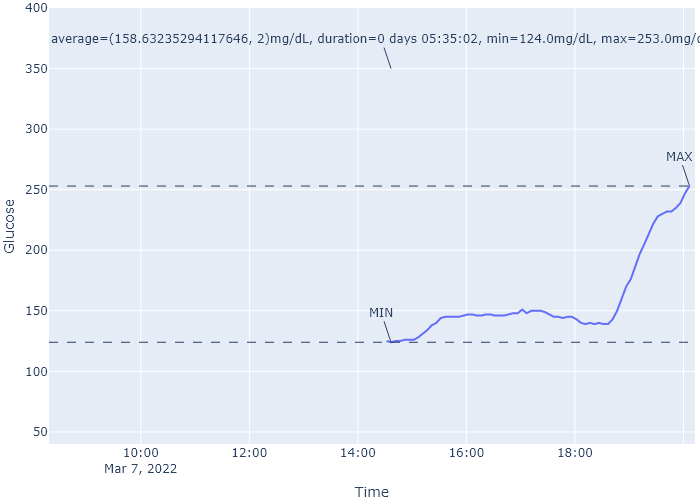 400
average=(158.63235294117646, 2)mg/dL, duration=0 days 05:35:02, min=124.0mg/dL, max=253.0mg/
350
300
MAX
250
Glucose
200
150
MIN
100
50
10:00
12:00
14:00
16:00
18:00
Mar 7, 2022
Time